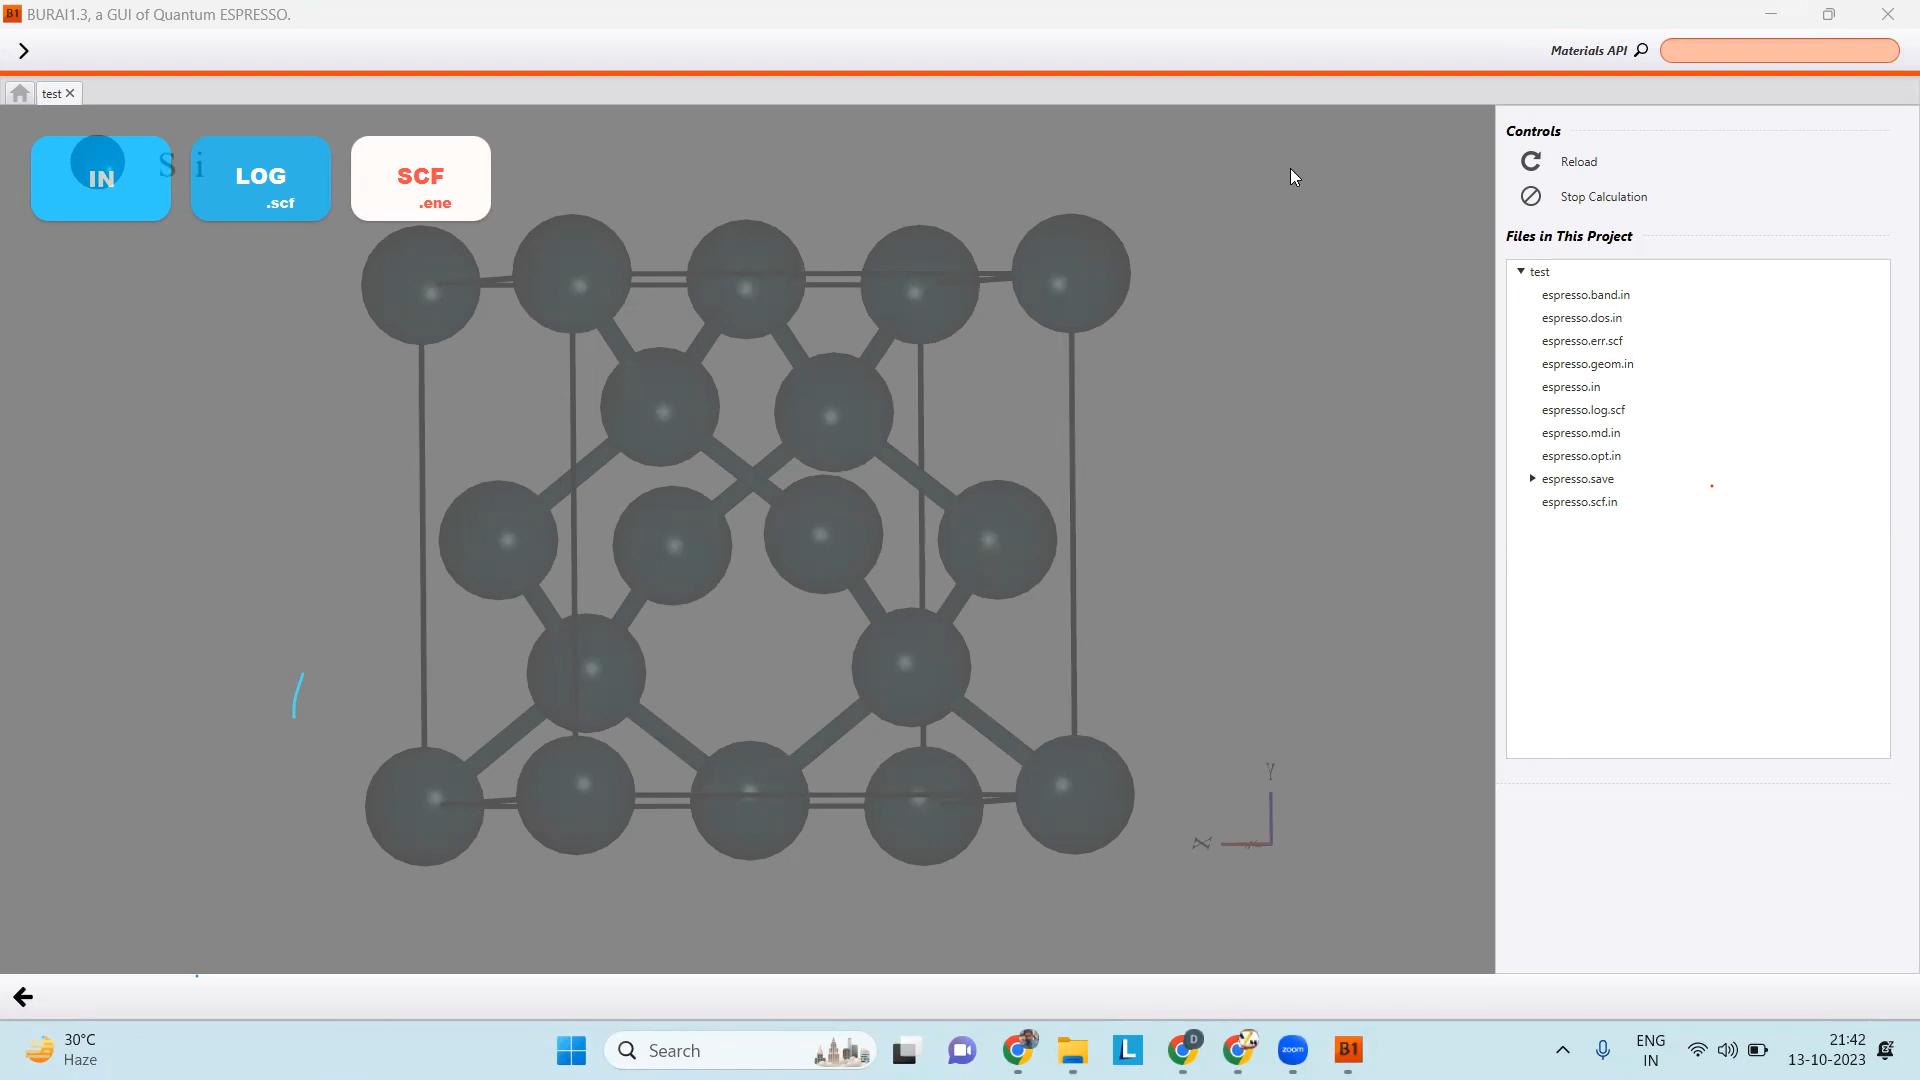 BURAI1.3, a GUI of Quantum ESPRESSO.
Materials API
test
IN
Si
LOG
.scf
SCF
.ene
Controls
Reload
Stop Calculation
Files in This Project
test
espresso.band.in
espresso.dos.in
espresso.err.scf
espresso.geom.in
espresso.in
espresso.log.scf
espresso.md.in
espresso.opt.in
espresso.save
espresso.scf.in
Y
X
30°C
Haze
Search
L
D
zoom
B1
ENG
IN
21:42
13-10-2023